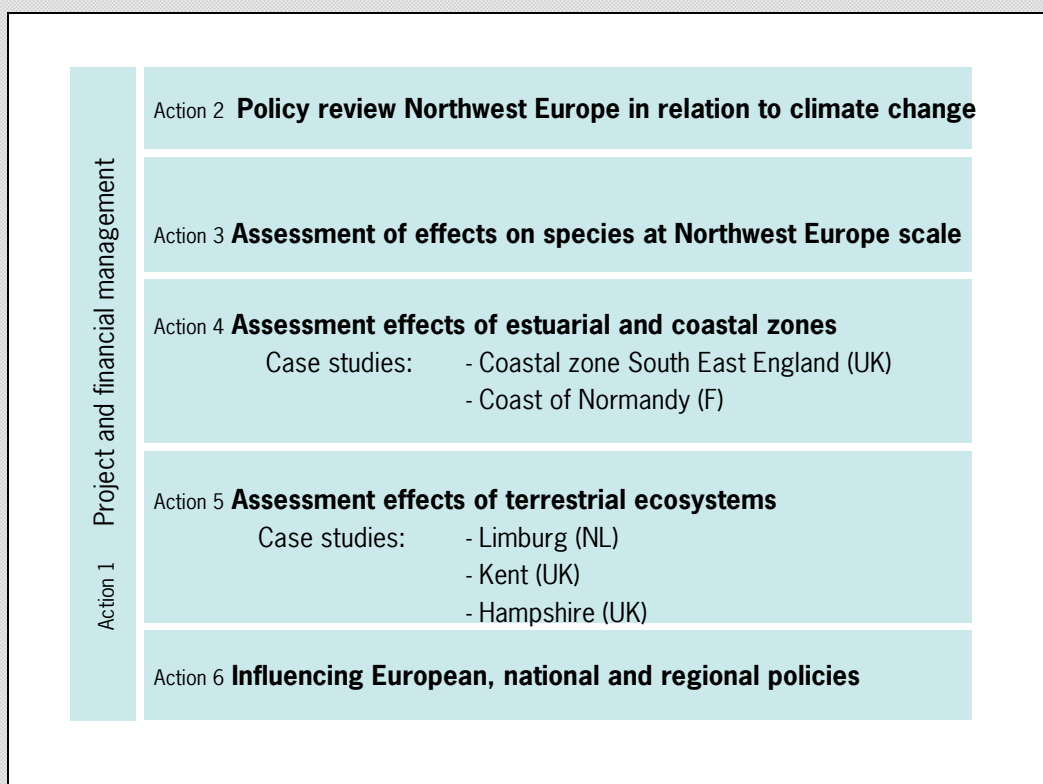 Action 1 Project and financial management
Action 2 Policy review Northwest Europe in relation to climate change
Action 3 Assessment of effects on species at Northwest Europe scale
Action 4 Assessment effects of estuarial and coastal zones
Case studies: - Coastal zone South East England (UK)
- Coast of Normandy (F)
Action 5 Assessment effects of terrestrial ecosystems
Case studies: - Limburg (NL)
- Kent (UK)
- Hampshire (UK)
Action 6 Influencing European, national and regional policies